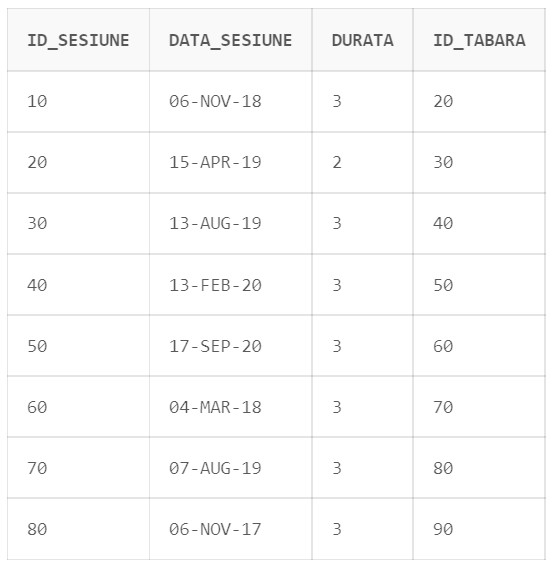 ID_SESIUNE DATA_SESIUNE DURATA ID_TABARA
10 06-NOV-18 3 20
20 15-APR-19 2 30
30 13-AUG-19 3 40
40 13-FEB-20 3 50
50 17-SEP-20 3 60
60 04-MAR-18 3 70
70 07-AUG-19 3 80
80 06-NOV-17 3 90